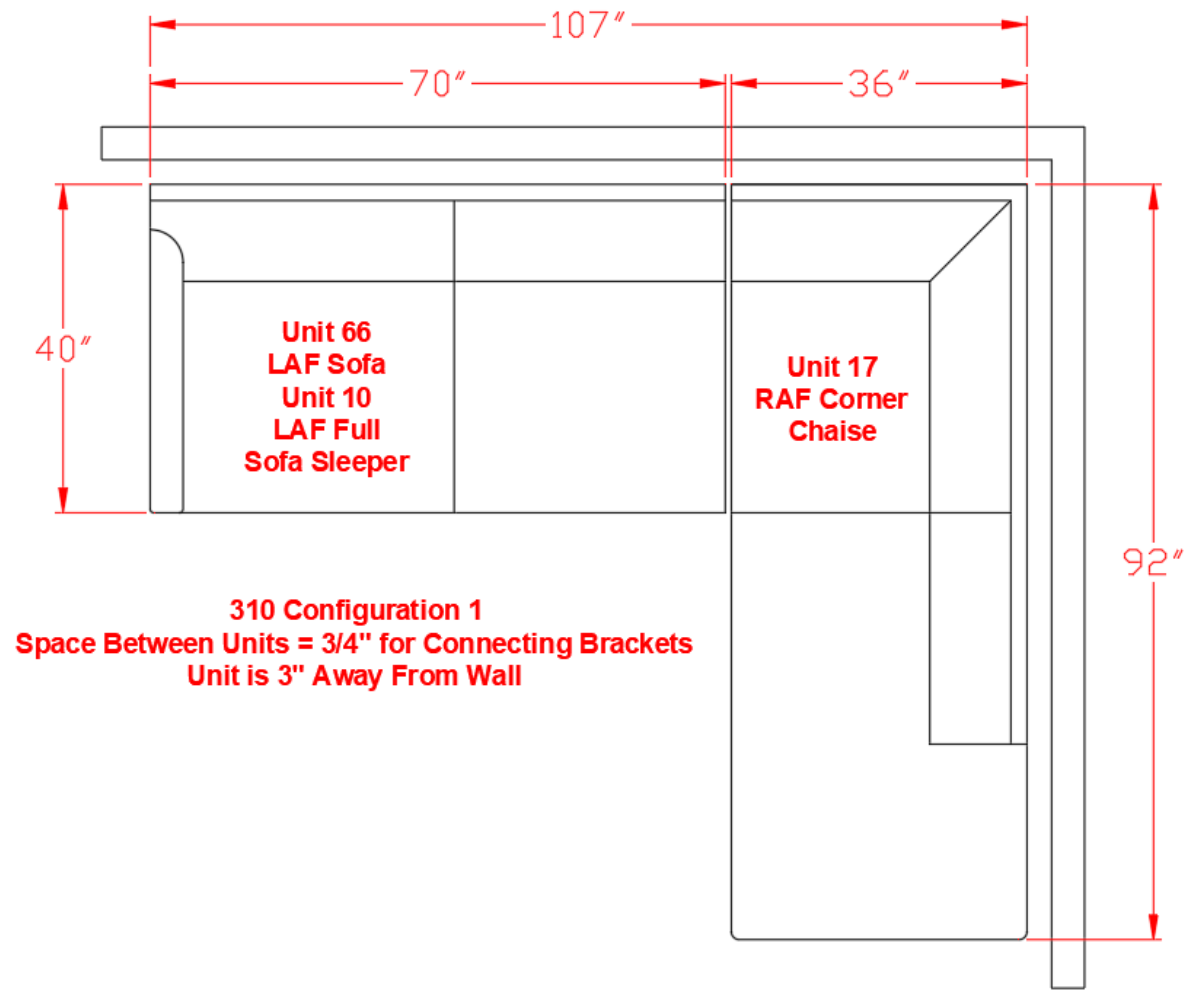 107"
70"
36"
40"
Unit 66
LAF Sofa
Unit 10
LAF Full
Sofa Sleeper
Unit 17
RAF Corner
Chaise
92"
310 Configuration 1
Space Between Units = 3/4" for Connecting Brackets
Unit is 3" Away From Wall